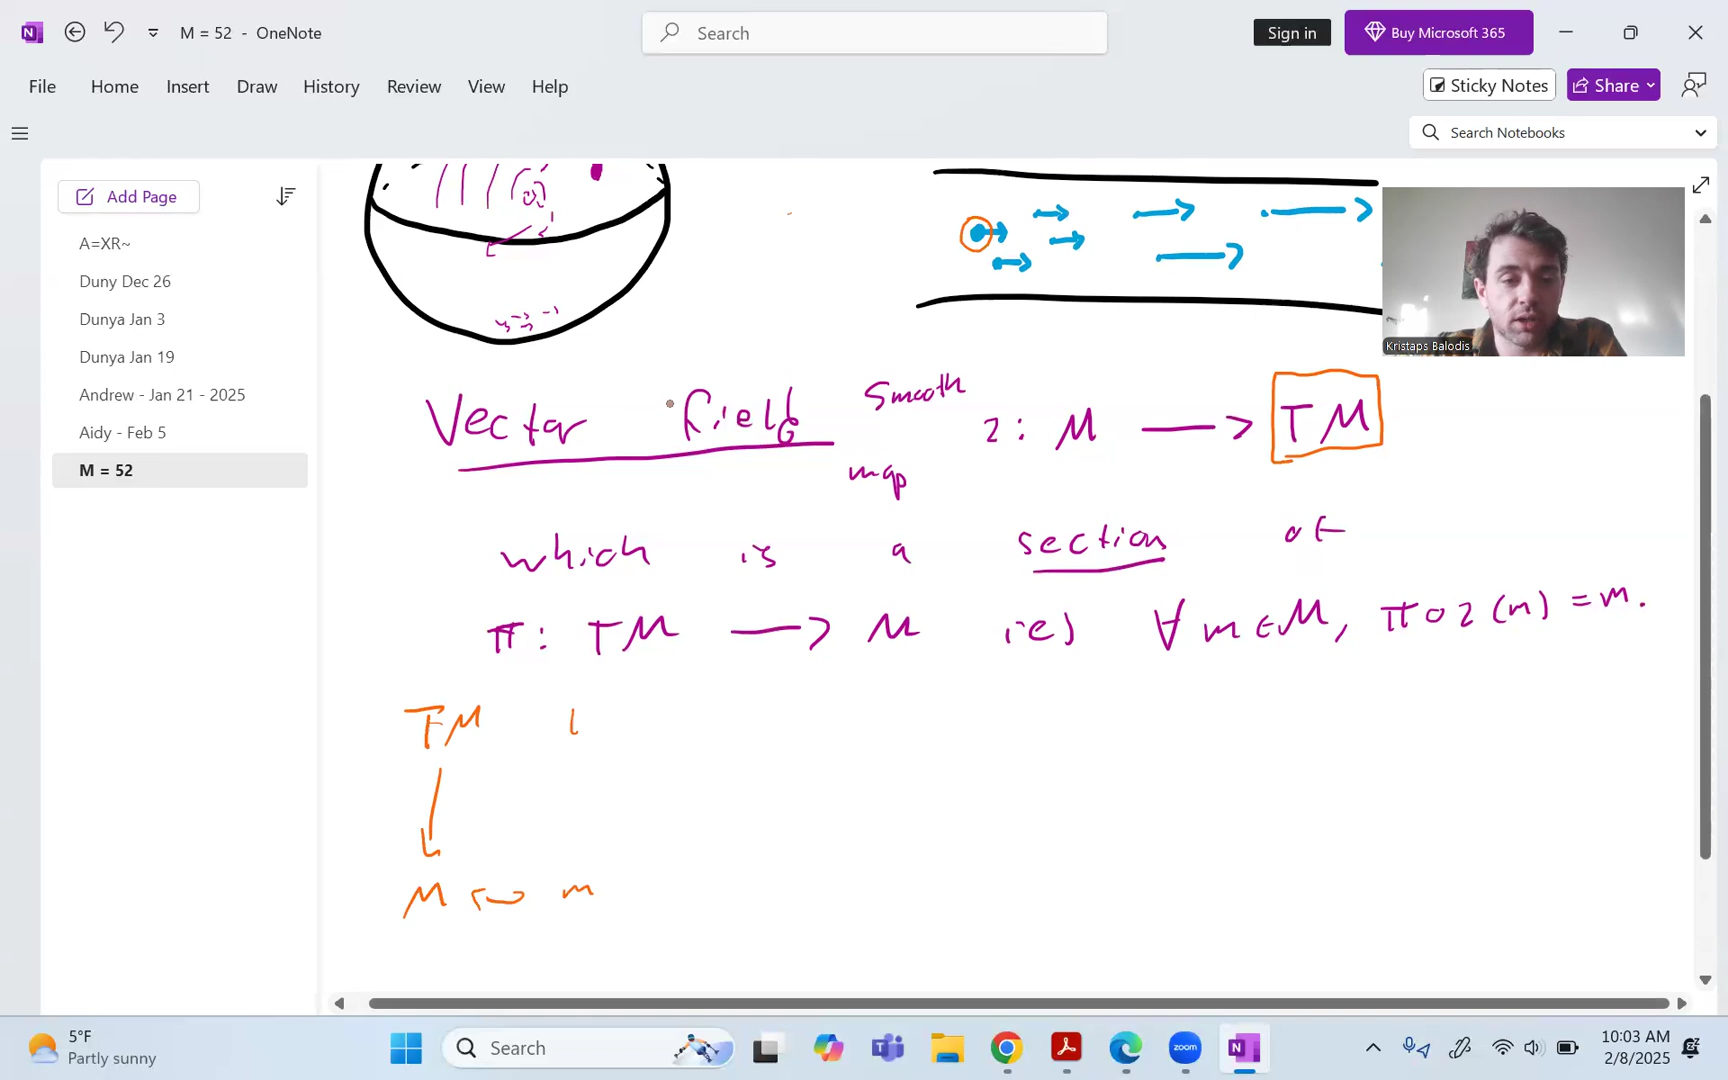 M = 52 - OneNote
Search
Sign in
Buy Microsoft 365
File Home Insert Draw History Review View Help
Sticky Notes
Share
Search Notebooks
Add Page
A=XR~
Duny Dec 26
Dunya Jan 3
Dunya Jan 19
Andrew - Jan 21 - 2025
Aidy - Feb 5
M = 52
Kristaps Balodis
Vector field smooth map 2: M → TM
which is a section of
π: TM → M ie) ∀ m ∈ M, π ∘ 2 (m) = m.
TM
↓
M m
5°F
Partly sunny
Search
zoom
10:03 AM
2/8/2025